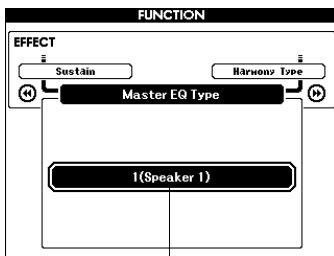 FUNCTION
EFFECT
Sustain
Harmony Type
Master EQ Type
1(Speaker 1)